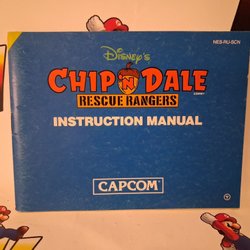 NES-RU-SCN
Disney's
CHIP 'N DALE
RESCUE RANGERS
INSTRUCTION MANUAL
CAPCOM